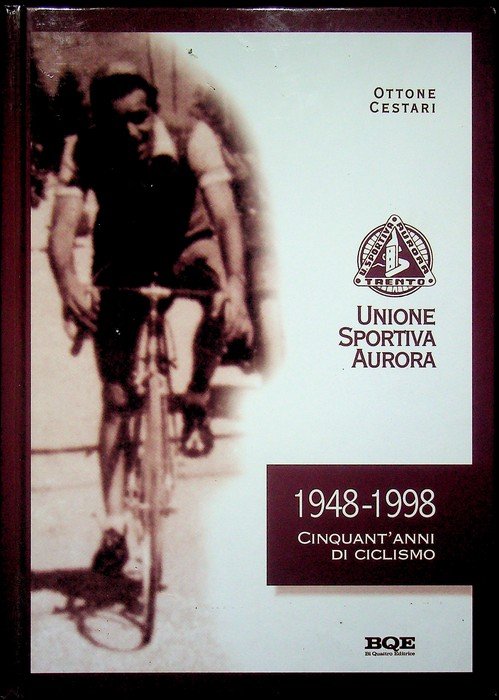 OTTONE
CESTARI
U. SPORTIVA AURORA
TRENTO
UNIONE
SPORTIVA
AURORA
1948-1998
CINQUANT'ANNI
DI CICLISMO
BQE
Bi Quattro Editrice